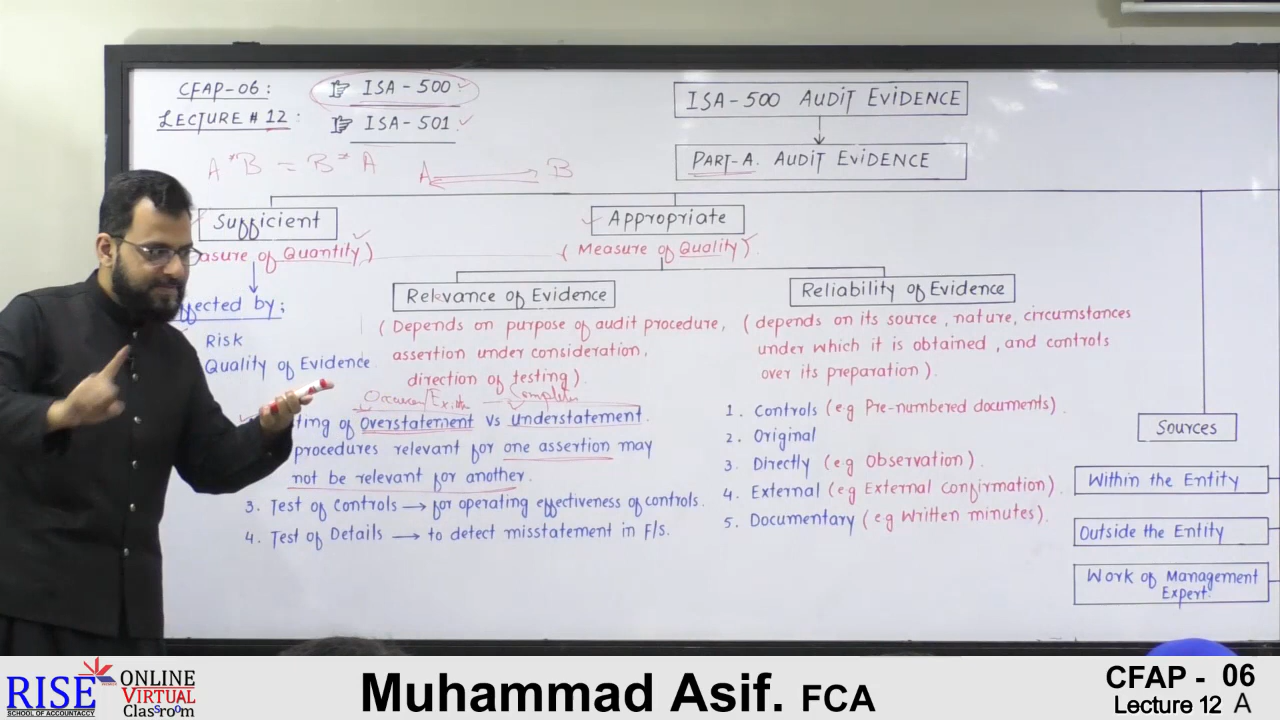 CFAP-06:
LECTURE # 12:
ISA-500
ISA-501
A * B = B * A
A B
ISA-500 AUDIT EVIDENCE
PART-A. AUDIT EVIDENCE
Sufficient
asure of Quantity)
ffected by;
Risk
Quality of Evidence
Appropriate
(Measure of Quality)
Relevance of Evidence
(Depends on purpose of audit procedure,
assertion under consideration,
direction of testing).
ting of overstatement vs understatement.
procedures relevant for one assertion may
not be relevant for another.
3. Test of Controls → for operating effectiveness of controls.
4. Test of Details → to detect misstatement in F/s.
Reliability of Evidence
(depends on its source, nature, circumstances
under which it is obtained, and controls
over its preparation).
1. Controls (eg Pre-numbered documents).
2. Original
3. Directly (eg Observation).
4. External (eg External confirmation).
5. Documentary (eg Written minutes).
Sources
Within the Entity
Outside the Entity
Work of Management
Expert.
RISE
SCHOOL OF ACCOUNTANCY
ONLINE
VIRTUAL
Classroom
Muhammad Asif. FCA
CFAP - 06
Lecture 12 A